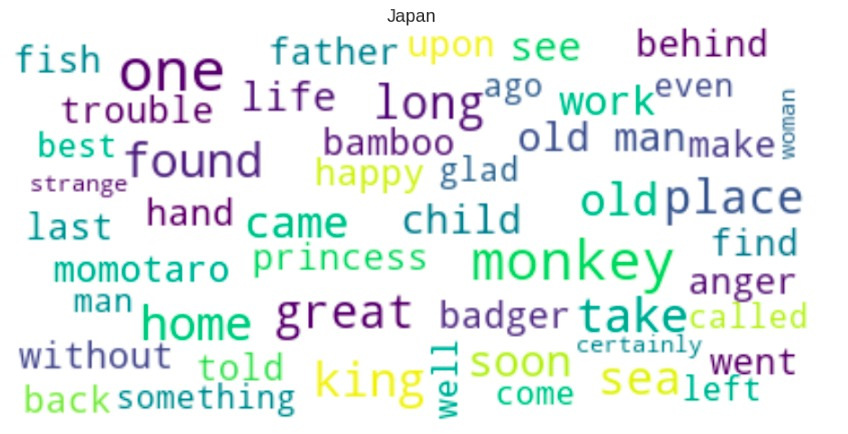 Japan
fish one father upon see behind
trouble life long ago work even woman
best found bamboo old man make
strange happy glad
last hand came child old place
momotaro princess monkey find
man home great badger take anger called
without told king well soon certainly went
back something come sea left